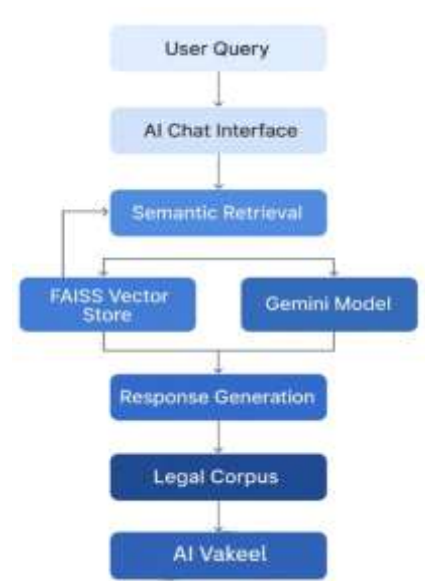 User Query
AI Chat Interface
Semantic Retrieval
FAISS Vector
Store
Gemini Model
Response Generation
Legal Corpus
AI Vakeel